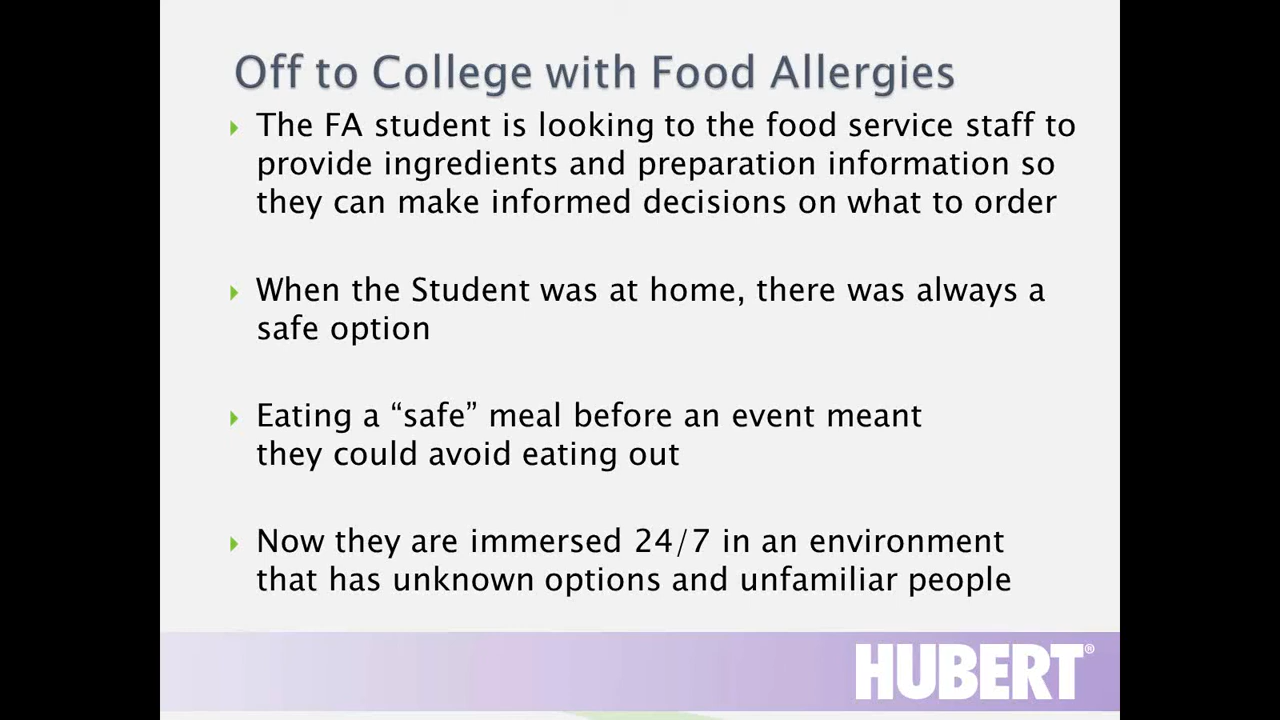 Off to College with Food Allergies
The FA student is looking to the food service staff to
provide ingredients and preparation information so
they can make informed decisions on what to order
When the Student was at home, there was always a
safe option
Eating a “safe” meal before an event meant
they could avoid eating out
Now they are immersed 24/7 in an environment
that has unknown options and unfamiliar people
HUBERT®